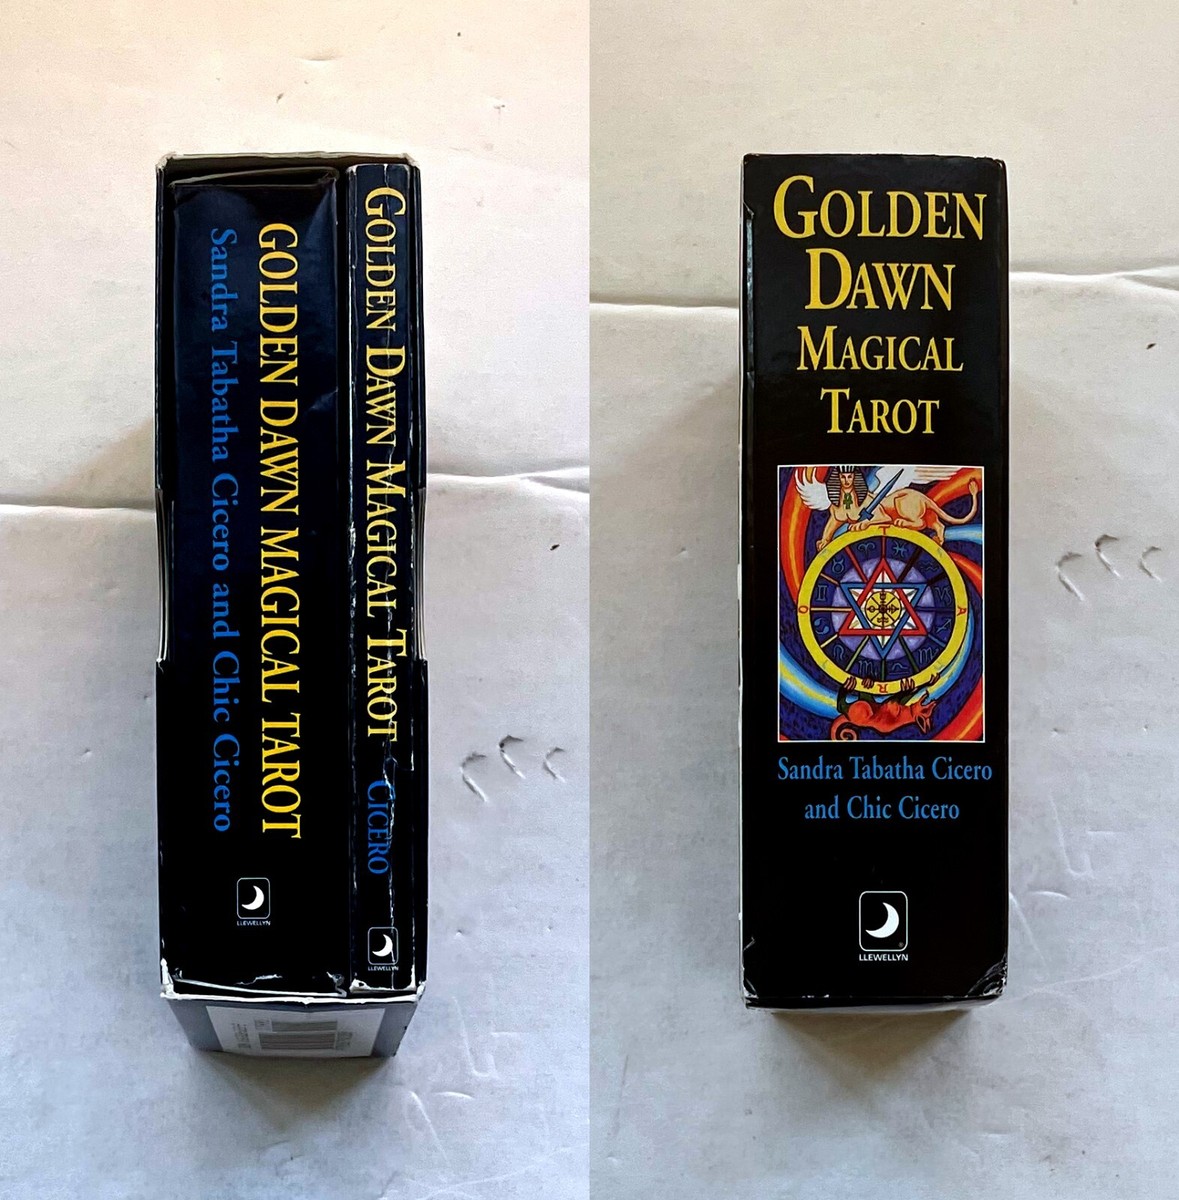 GOLDEN DAWN MAGICAL TAROT
Sandra Tabatha Cicero and Chic Cicero
LLEWELLYN
GOLDEN DAWN MAGICAL TAROT CICERO
LLEWELLYN
GOLDEN
DAWN
MAGICAL
TAROT
T
A
R
O
Sandra Tabatha Cicero
and Chic Cicero
LLEWELLYN